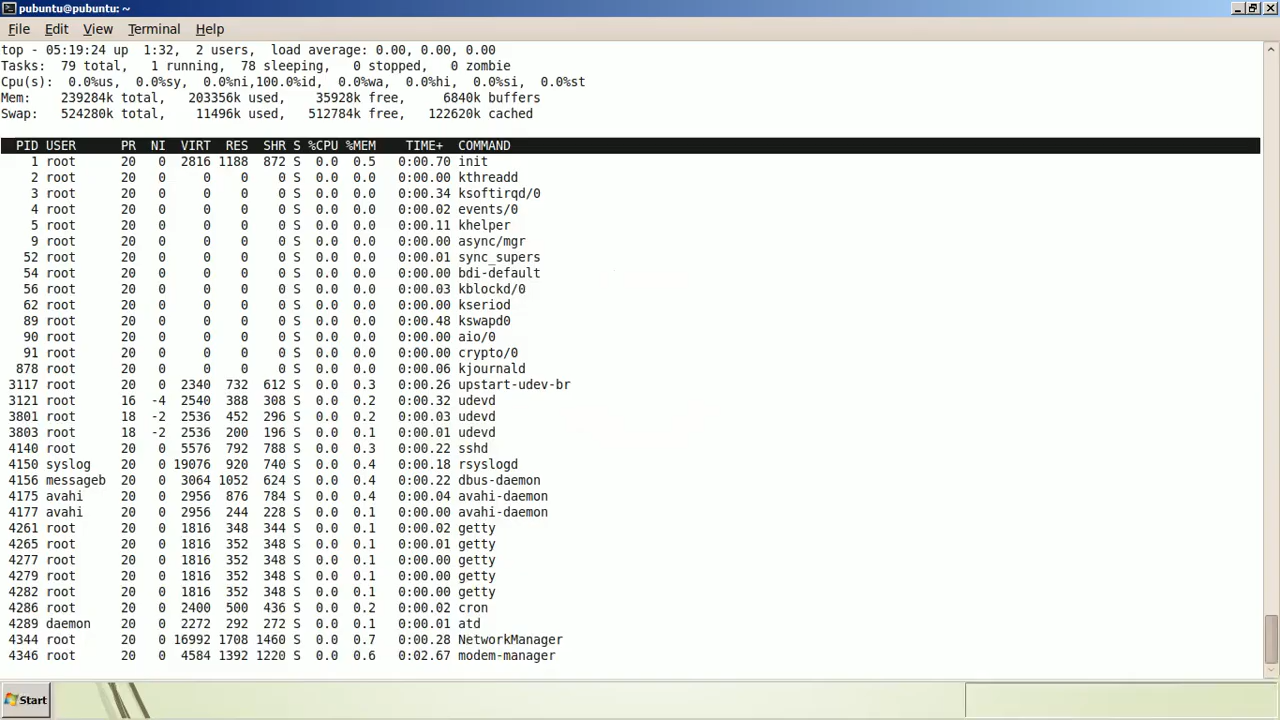 pubuntu@pubuntu: ~
File Edit View Terminal Help
top - 05:19:24 up  1:32,  2 users,  load average: 0.00, 0.00, 0.00
Tasks:  79 total,   1 running,  78 sleeping,   0 stopped,   0 zombie
Cpu(s):  0.0%us,  0.0%sy,  0.0%ni,100.0%id,  0.0%wa,  0.0%hi,  0.0%si,  0.0%st
Mem:    239284k total,   203356k used,    35928k free,     6840k buffers
Swap:   524280k total,    11496k used,   512784k free,   122620k cached
PID USER      PR  NI  VIRT  RES  SHR S %CPU %MEM    TIME+  COMMAND
1 root      20   0  2816 1188  872 S  0.0  0.5   0:00.70 init
2 root      20   0     0    0    0 S  0.0  0.0   0:00.00 kthreadd
3 root      20   0     0    0    0 S  0.0  0.0   0:00.34 ksoftirqd/0
4 root      20   0     0    0    0 S  0.0  0.0   0:00.02 events/0
5 root      20   0     0    0    0 S  0.0  0.0   0:00.11 khelper
9 root      20   0     0    0    0 S  0.0  0.0   0:00.00 async/mgr
52 root      20   0     0    0    0 S  0.0  0.0   0:00.01 sync_supers
54 root      20   0     0    0    0 S  0.0  0.0   0:00.00 bdi-default
56 root      20   0     0    0    0 S  0.0  0.0   0:00.03 kblockd/0
62 root      20   0     0    0    0 S  0.0  0.0   0:00.00 kseriod
89 root      20   0     0    0    0 S  0.0  0.0   0:00.48 kswapd0
90 root      20   0     0    0    0 S  0.0  0.0   0:00.00 aio/0
91 root      20   0     0    0    0 S  0.0  0.0   0:00.00 crypto/0
878 root      20   0     0    0    0 S  0.0  0.0   0:00.06 kjournald
3117 root      20   0  2340  732  612 S  0.0  0.3   0:00.26 upstart-udev-br
3121 root      16  -4  2540  388  308 S  0.0  0.2   0:00.32 udevd
3801 root      18  -2  2536  452  296 S  0.0  0.2   0:00.03 udevd
3803 root      18  -2  2536  200  196 S  0.0  0.1   0:00.01 udevd
4140 root      20   0  5576  792  788 S  0.0  0.3   0:00.22 sshd
4150 syslog    20   0 19076  920  740 S  0.0  0.4   0:00.18 rsyslogd
4156 messageb  20   0  3064 1052  624 S  0.0  0.4   0:00.22 dbus-daemon
4175 avahi     20   0  2956  876  784 S  0.0  0.4   0:00.04 avahi-daemon
4177 avahi     20   0  2956  244  228 S  0.0  0.1   0:00.00 avahi-daemon
4261 root      20   0  1816  348  344 S  0.0  0.1   0:00.02 getty
4265 root      20   0  1816  352  348 S  0.0  0.1   0:00.01 getty
4277 root      20   0  1816  352  348 S  0.0  0.1   0:00.00 getty
4279 root      20   0  1816  352  348 S  0.0  0.1   0:00.00 getty
4282 root      20   0  1816  352  348 S  0.0  0.1   0:00.00 getty
4286 root      20   0  2400  500  436 S  0.0  0.2   0:00.02 cron
4289 daemon    20   0  2272  292  272 S  0.0  0.1   0:00.01 atd
4344 root      20   0 16992 1708 1460 S  0.0  0.7   0:00.28 NetworkManager
4346 root      20   0  4584 1392 1220 S  0.0  0.6   0:02.67 modem-manager
Start